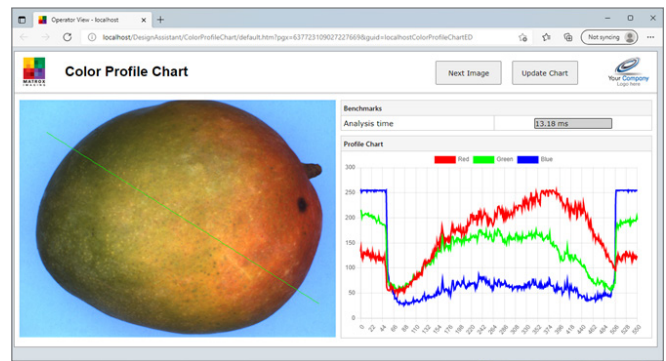 Operator View - localhost
localhost/DesignAssistant/ColorProfileChart/default.htm?pgx=637723109027227669&guid=localhostColorProfileChartED
Not syncing
MATROX
IMAGING
Color Profile Chart
Next Image
Update Chart
Your Company
Logo here
Benchmarks
Analysis time
13.18 ms
Profile Chart
Red Green Blue
300
250
200
150
100
50
0
0 22 44 66 88 110 132 154 176 198 220 242 264 286 308 330 352 374 396 418 440 462 484 506 528 550